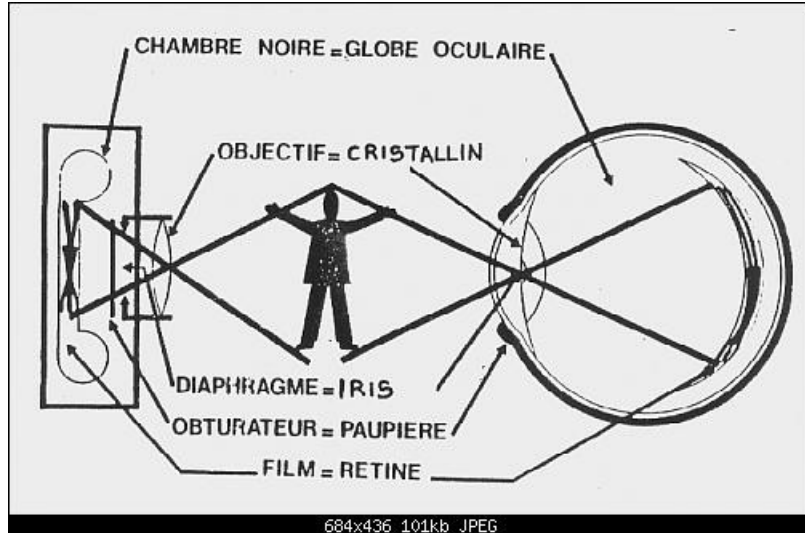 CHAMBRE NOIRE = GLOBE OCULAIRE
OBJECTIF = CRISTALLIN
DIAPHRAGME = IRIS
OBTURATEUR = PAUPIERE
FILM = RETINE
684x436 101kb JPEG